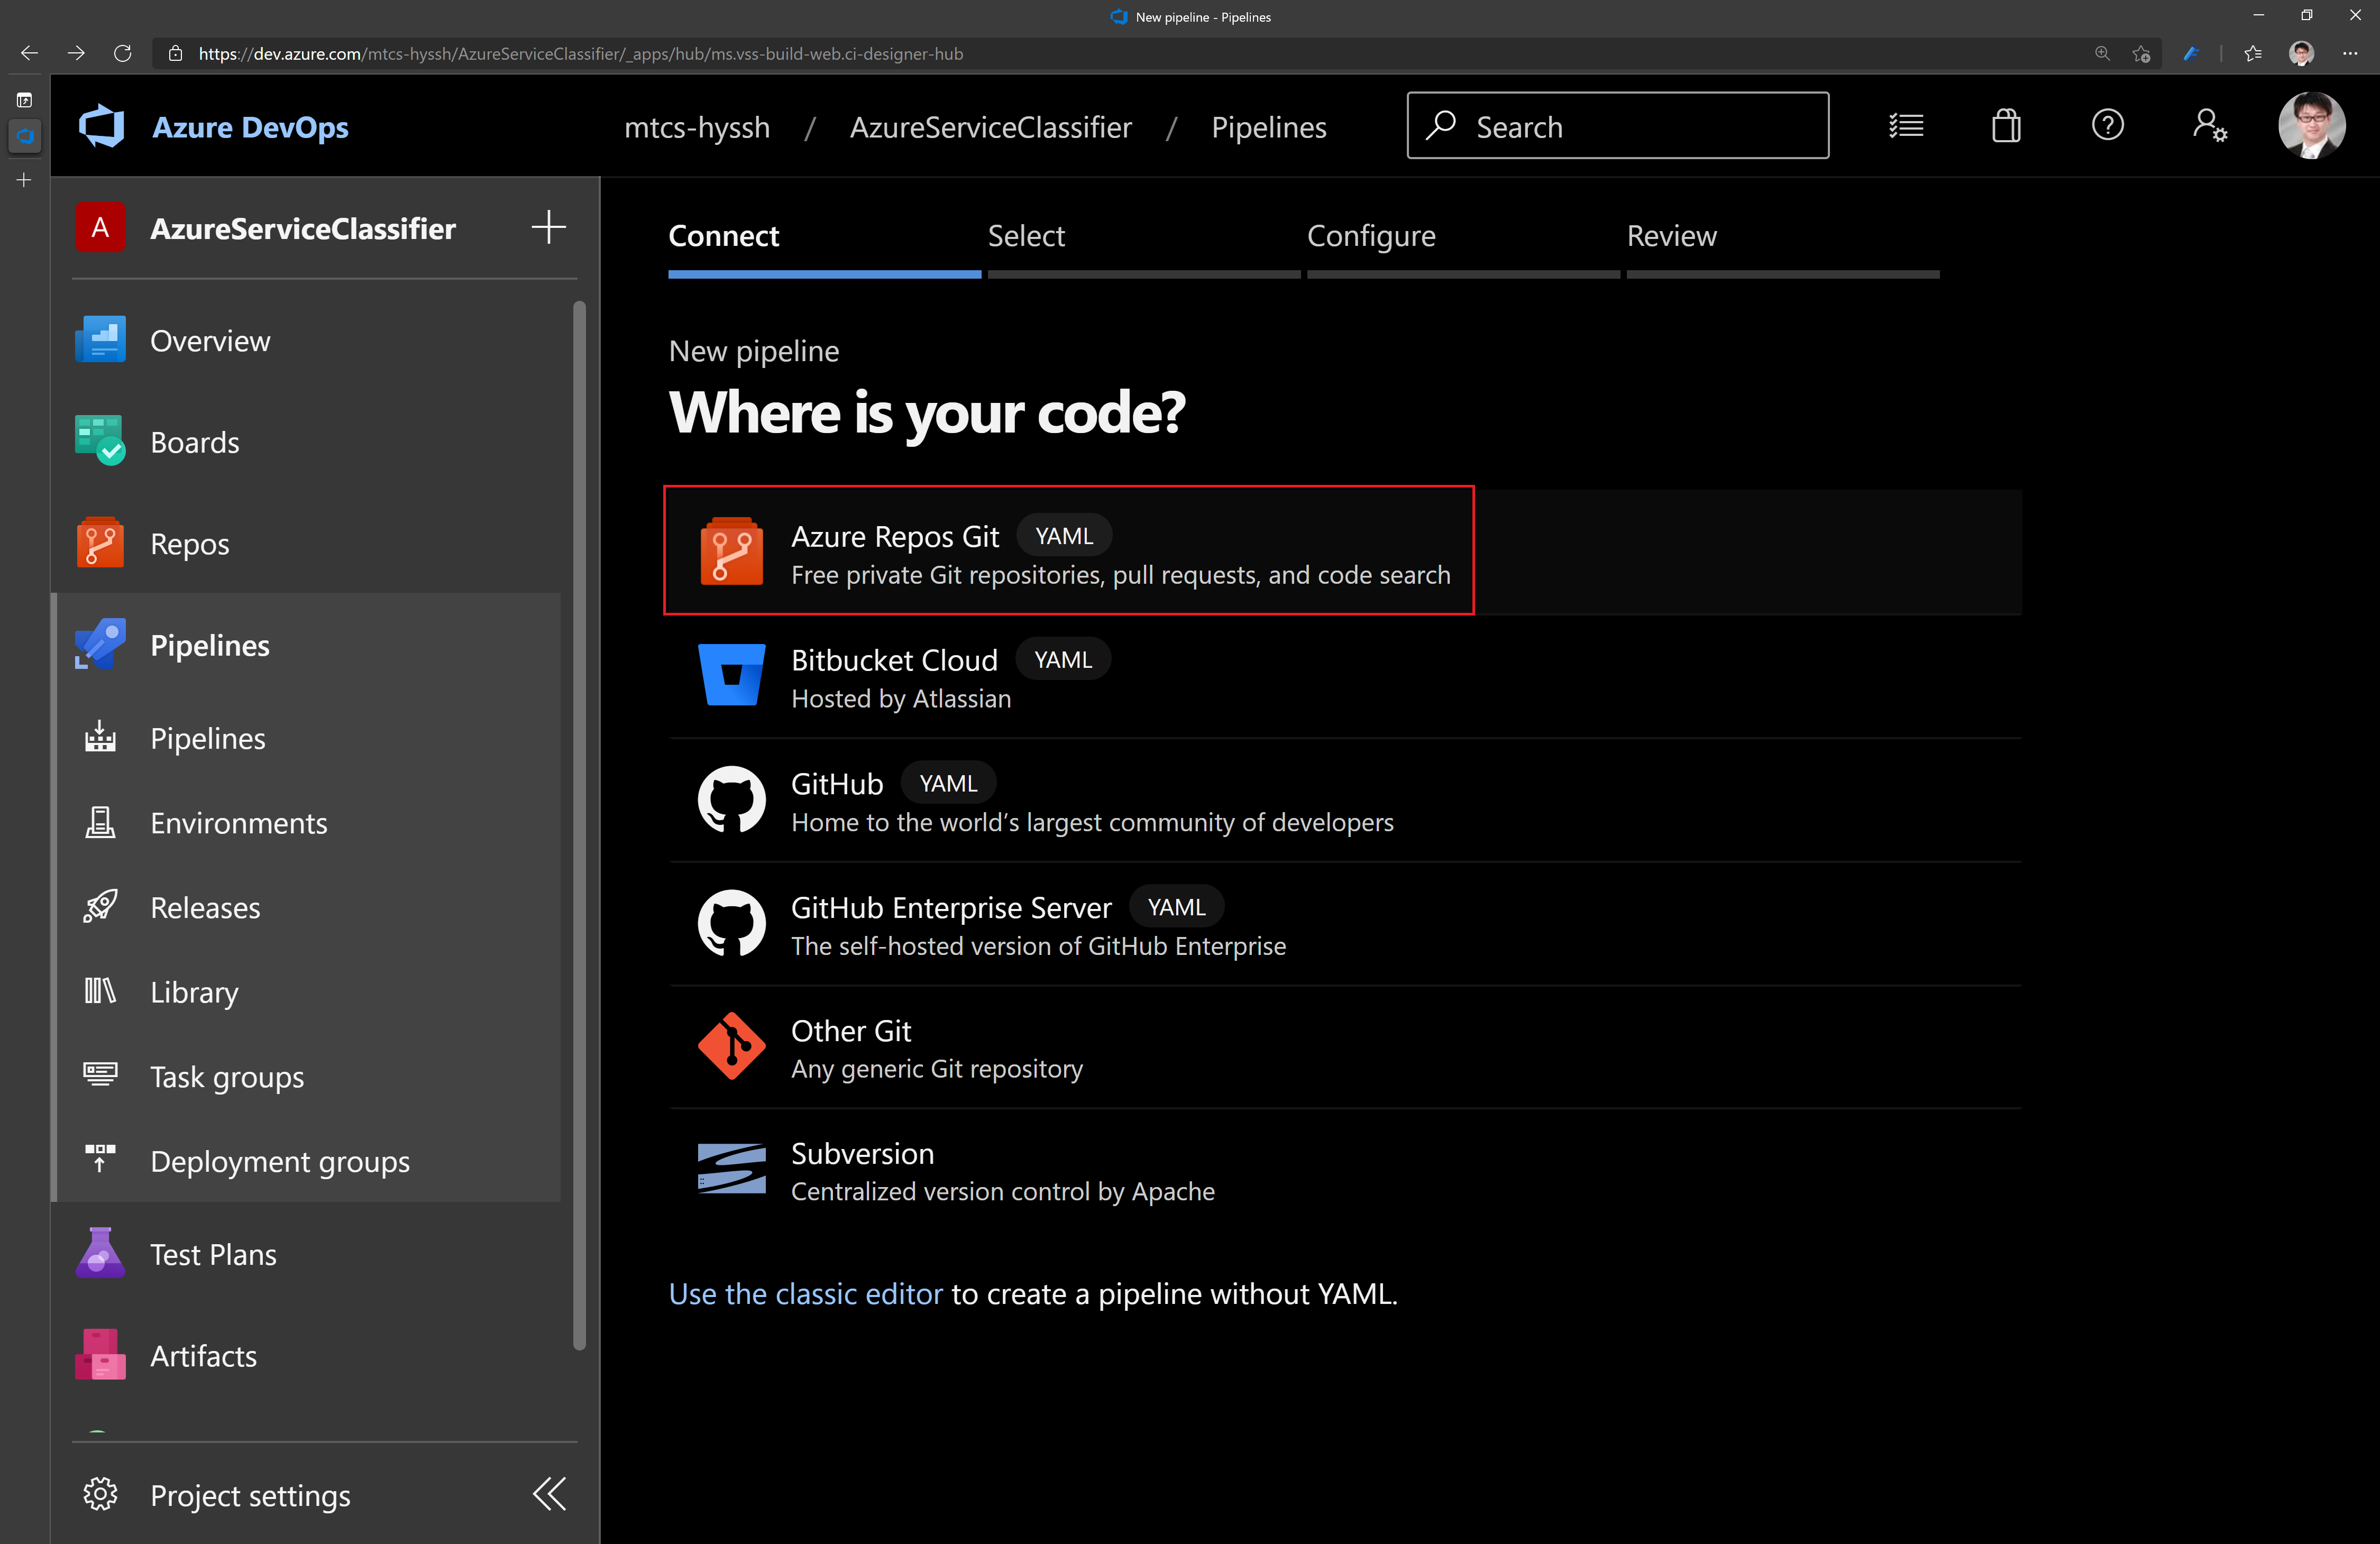 New pipeline - Pipelines
https://dev.azure.com/mtcs-hyssh/AzureServiceClassifier/_apps/hub/ms.vss-build-web.ci-designer-hub
Azure DevOps
mtcs-hyssh / AzureServiceClassifier / Pipelines
Search
A
AzureServiceClassifier
Overview
Boards
Repos
Pipelines
Pipelines
Environments
Releases
Library
Task groups
Deployment groups
Test Plans
Artifacts
Project settings
Connect
Select
Configure
Review
New pipeline
Where is your code?
Azure Repos Git YAML
Free private Git repositories, pull requests, and code search
Bitbucket Cloud YAML
Hosted by Atlassian
GitHub YAML
Home to the world’s largest community of developers
GitHub Enterprise Server YAML
The self-hosted version of GitHub Enterprise
Other Git
Any generic Git repository
Subversion
Centralized version control by Apache
Use the classic editor to create a pipeline without YAML.